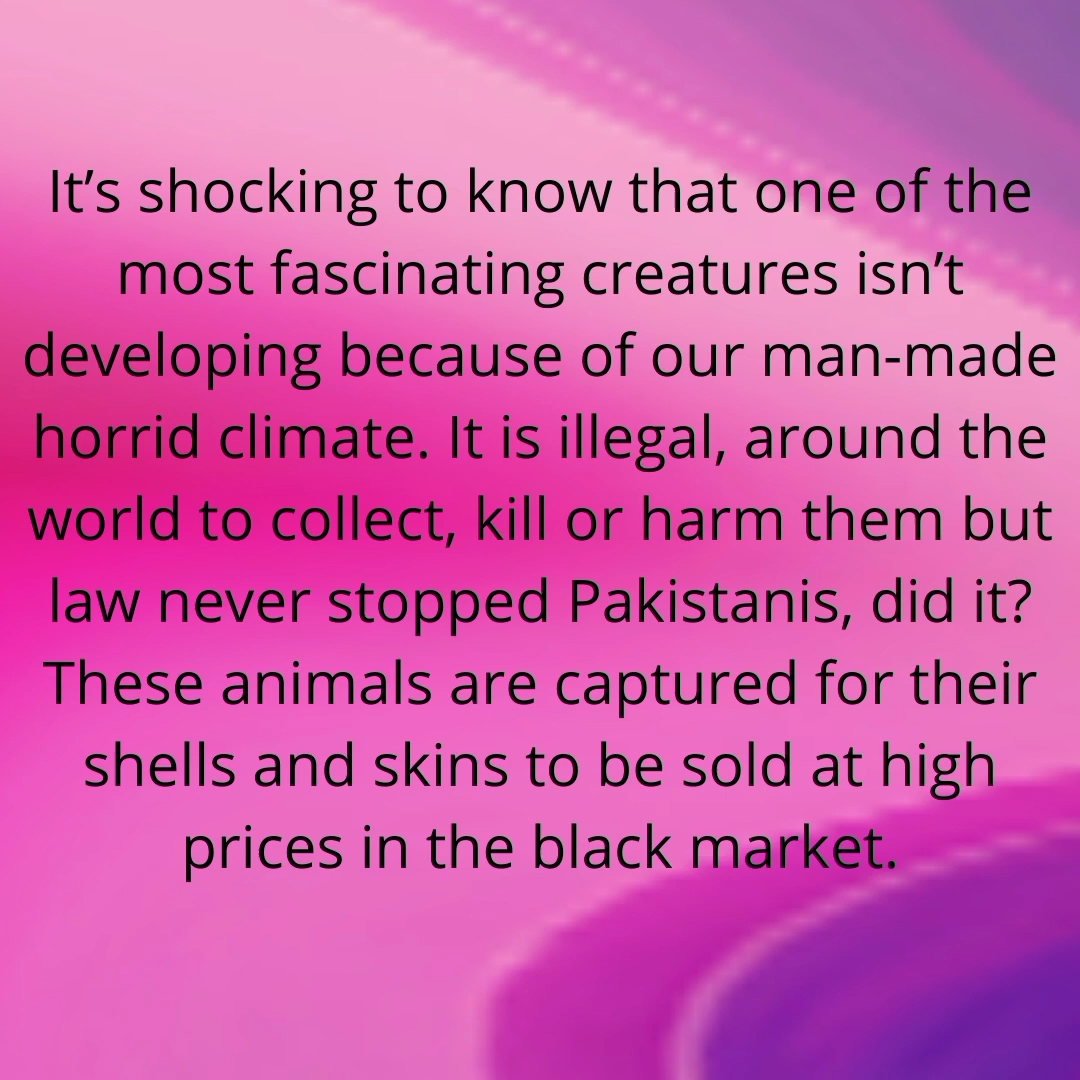 It’s shocking to know that one of the
most fascinating creatures isn’t
developing because of our man-made
horrid climate. It is illegal, around the
world to collect, kill or harm them but
law never stopped Pakistanis, did it?
These animals are captured for their
shells and skins to be sold at high
prices in the black market.